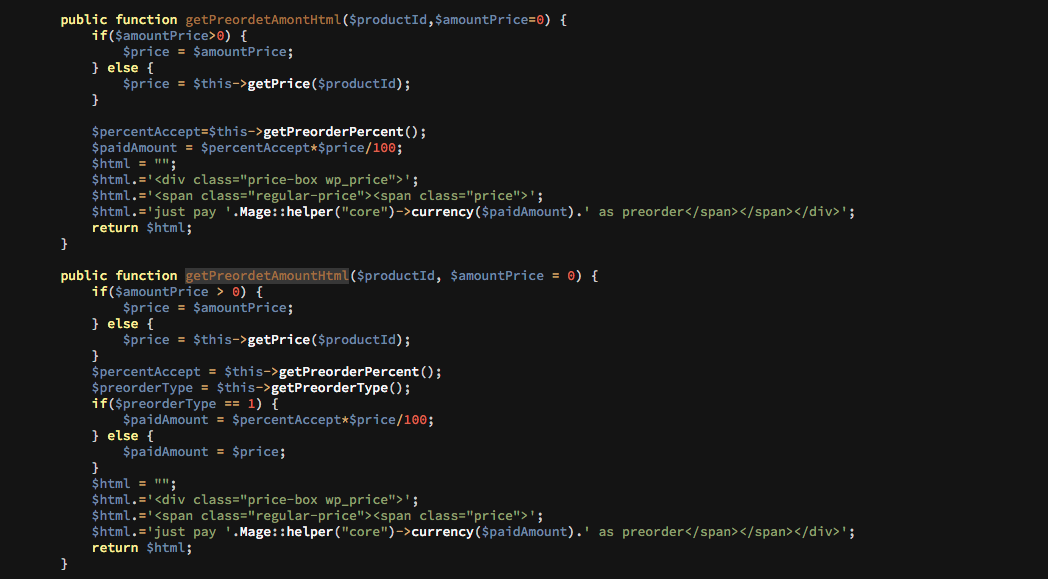 public function getPreordetAmontHtml($productId,$amountPrice=0) {
if($amountPrice>0) {
$price = $amountPrice;
} else {
$price = $this->getPrice($productId);
}
$percentAccept=$this->getPreorderPercent();
$paidAmount = $percentAccept*$price/100;
$html = "";
$html.='<div class="price-box wp_price">';
$html.='<span class="regular-price"><span class="price">';
$html.='just pay '.Mage::helper("core")->currency($paidAmount).' as preorder</span></span></div>';
return $html;
}
public function getPreordetAmountHtml($productId, $amountPrice = 0) {
if($amountPrice > 0) {
$price = $amountPrice;
} else {
$price = $this->getPrice($productId);
}
$percentAccept = $this->getPreorderPercent();
$preorderType = $this->getPreorderType();
if($preorderType == 1) {
$paidAmount = $percentAccept*$price/100;
} else {
$paidAmount = $price;
}
$html = "";
$html.='<div class="price-box wp_price">';
$html.='<span class="regular-price"><span class="price">';
$html.='just pay '.Mage::helper("core")->currency($paidAmount).' as preorder</span></span></div>';
return $html;
}